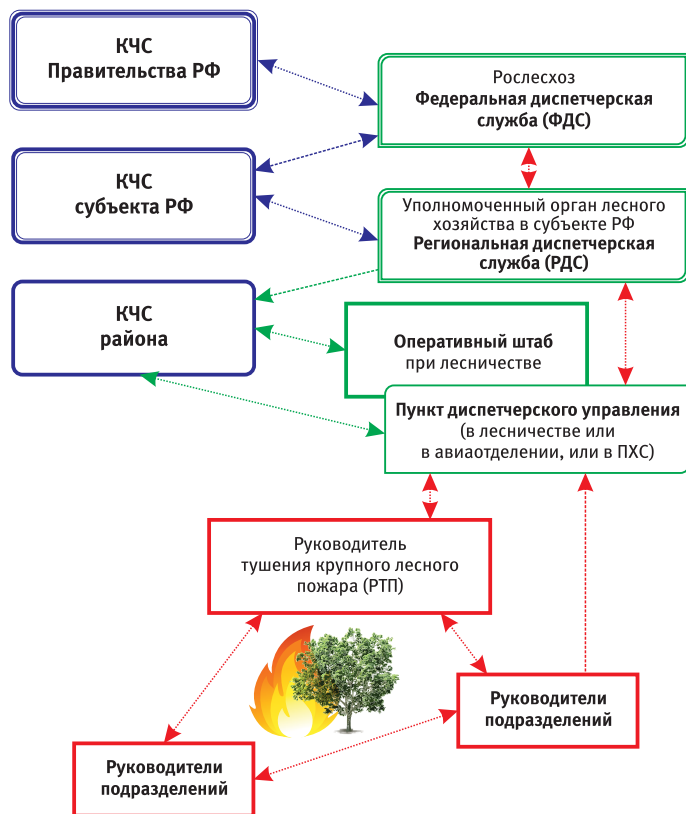 КЧС
Правительства РФ
Рослесхоз
Федеральная диспетчерская
служба (ФДС)
КЧС
субъекта РФ
Уполномоченный орган лесного
хозяйства в субъекте РФ
Региональная диспетчерская
служба (РДС)
КЧС
района
Оперативный штаб
при лесничестве
Пункт диспетчерского управления
(в лесничестве или
в авиаотделении, или в ПХС)
Руководитель
тушения крупного лесного
пожара (РТП)
Руководители
подразделений
Руководители
подразделений